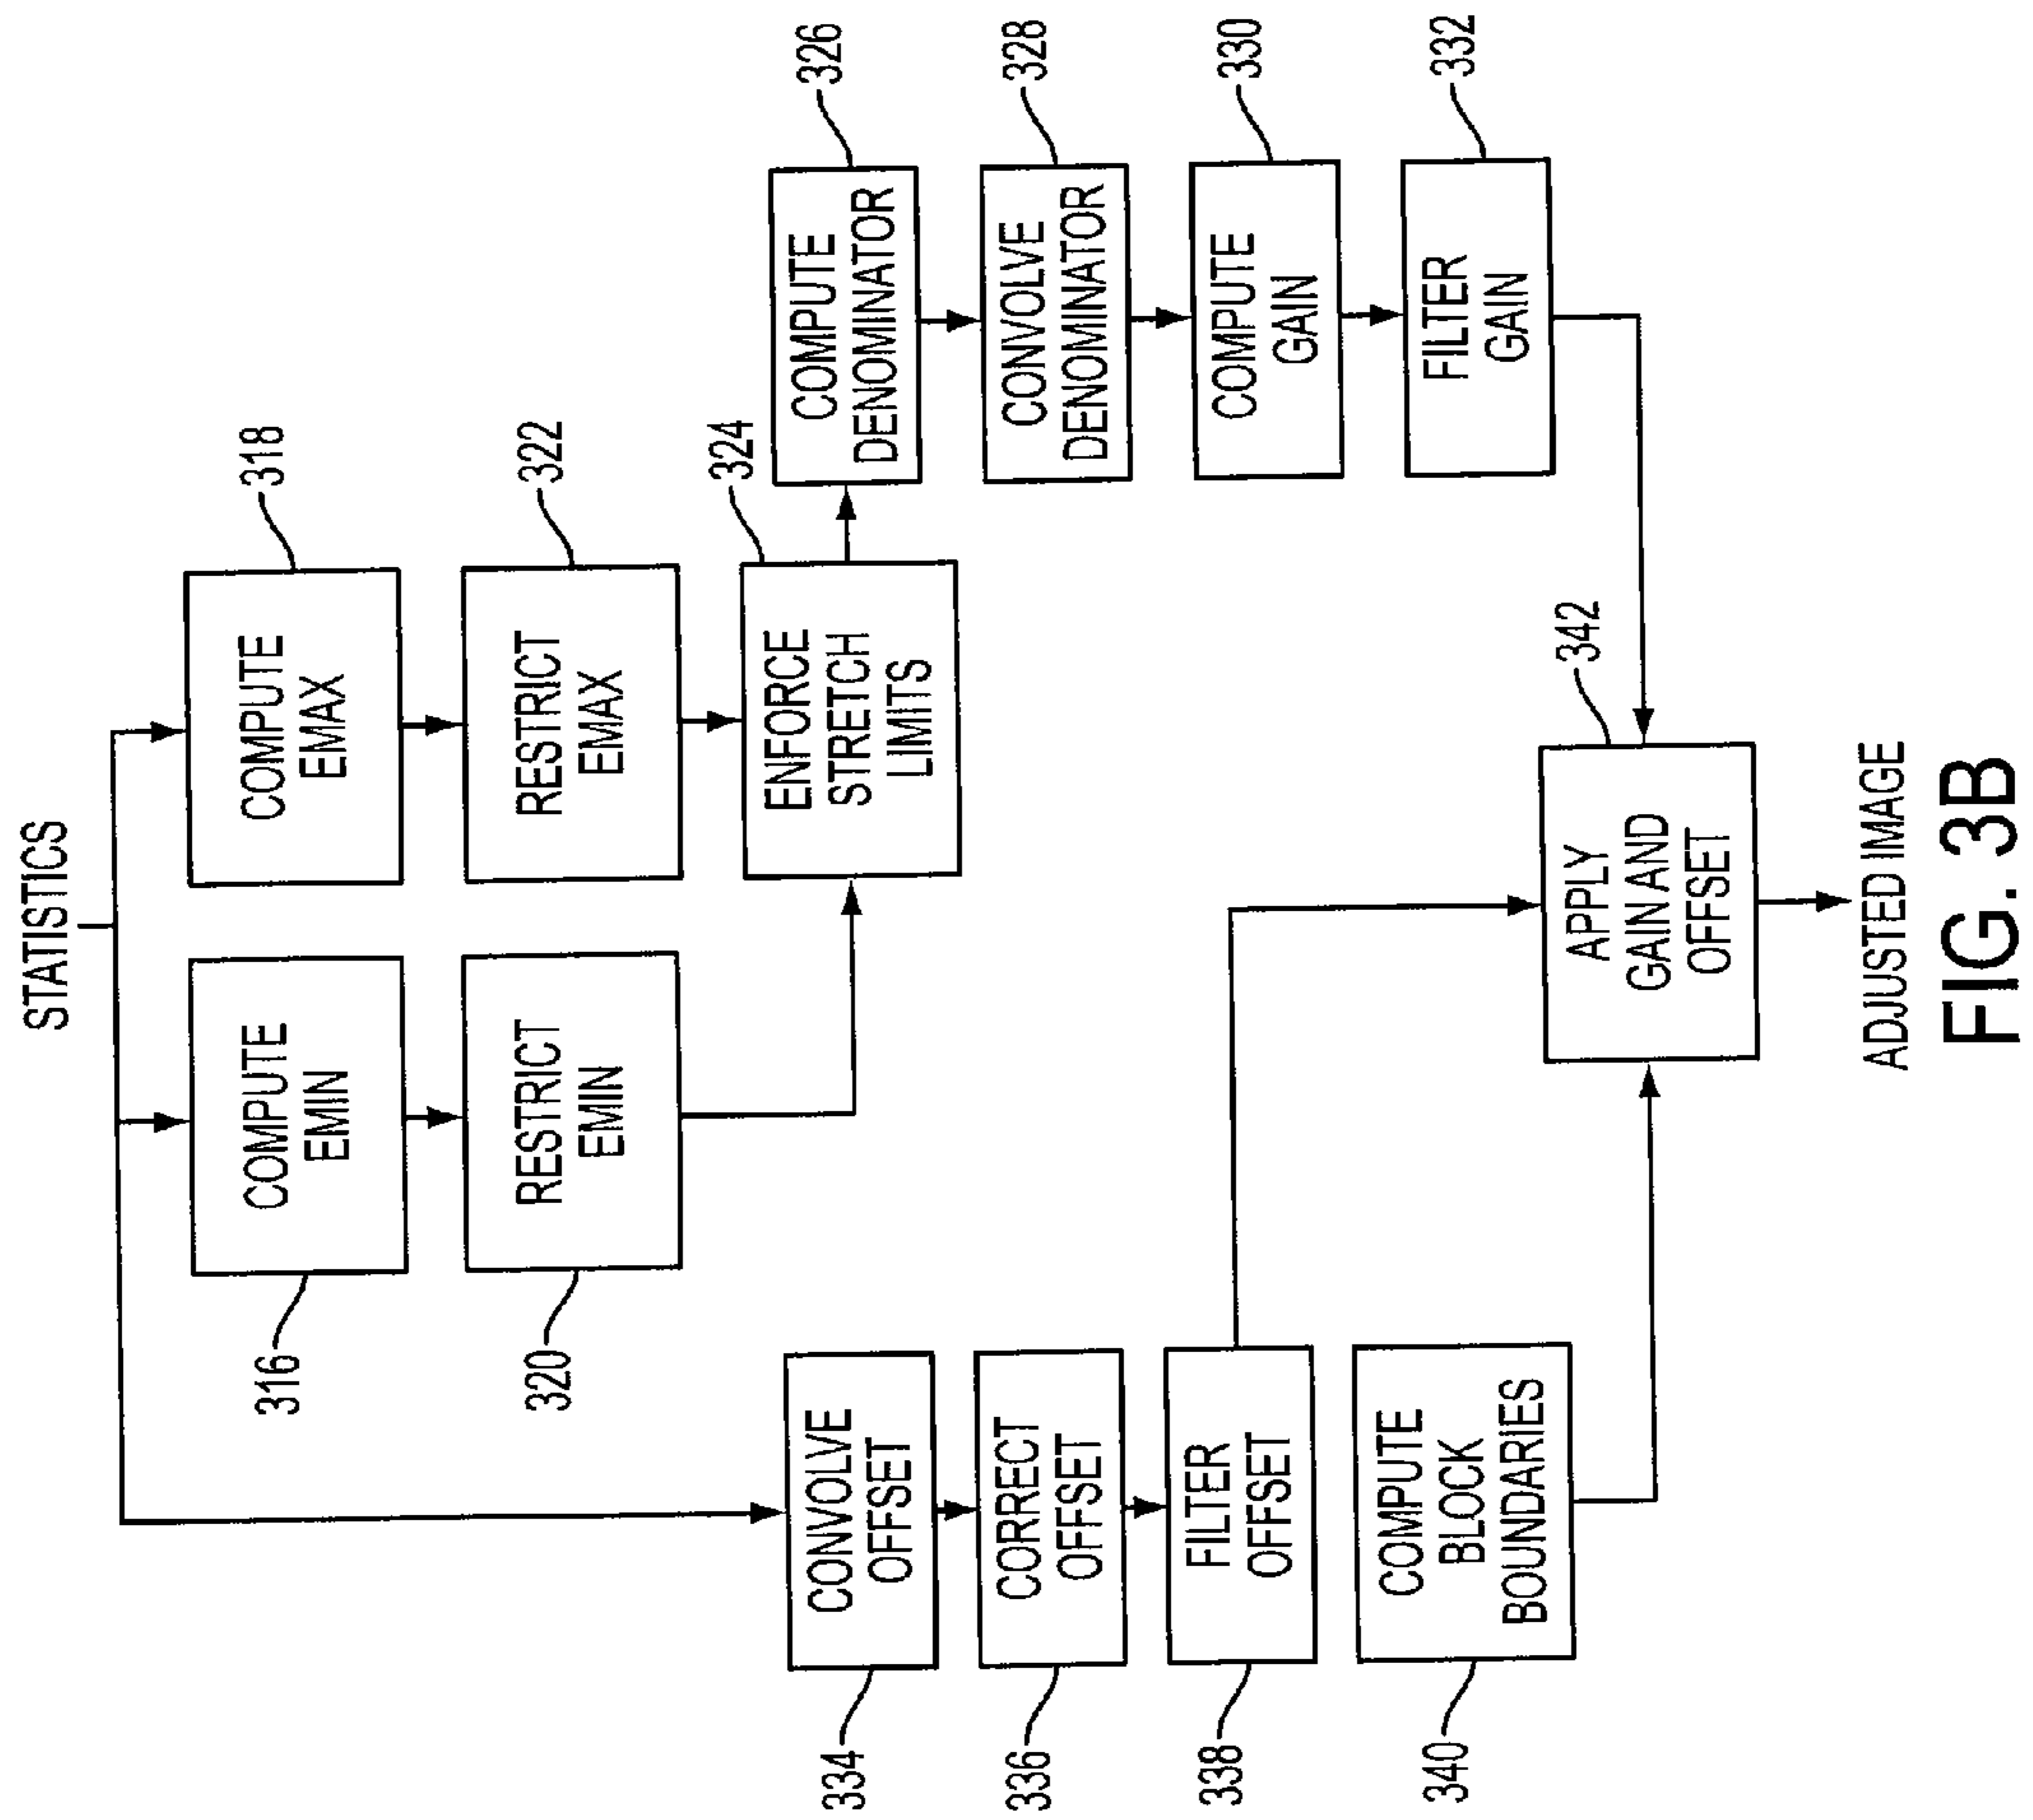 STATISTICS
316
COMPUTE
EMIN
COMPUTE
EMAX
318
320
RESTRICT
EMIN
RESTRICT
EMAX
322
ENFORCE
STRETCH
LIMITS
324
COMPUTE
DENOMINATOR
326
CONVOLVE
DENOMINATOR
328
COMPUTE
GAIN
330
FILTER
GAIN
332
334
CONVOLVE
OFFSET
336
CORRECT
OFFSET
338
FILTER
OFFSET
340
COMPUTE
BLOCK
BOUNDARIES
APPLY
GAIN AND
OFFSET
342
ADJUSTED IMAGE
FIG. 3B